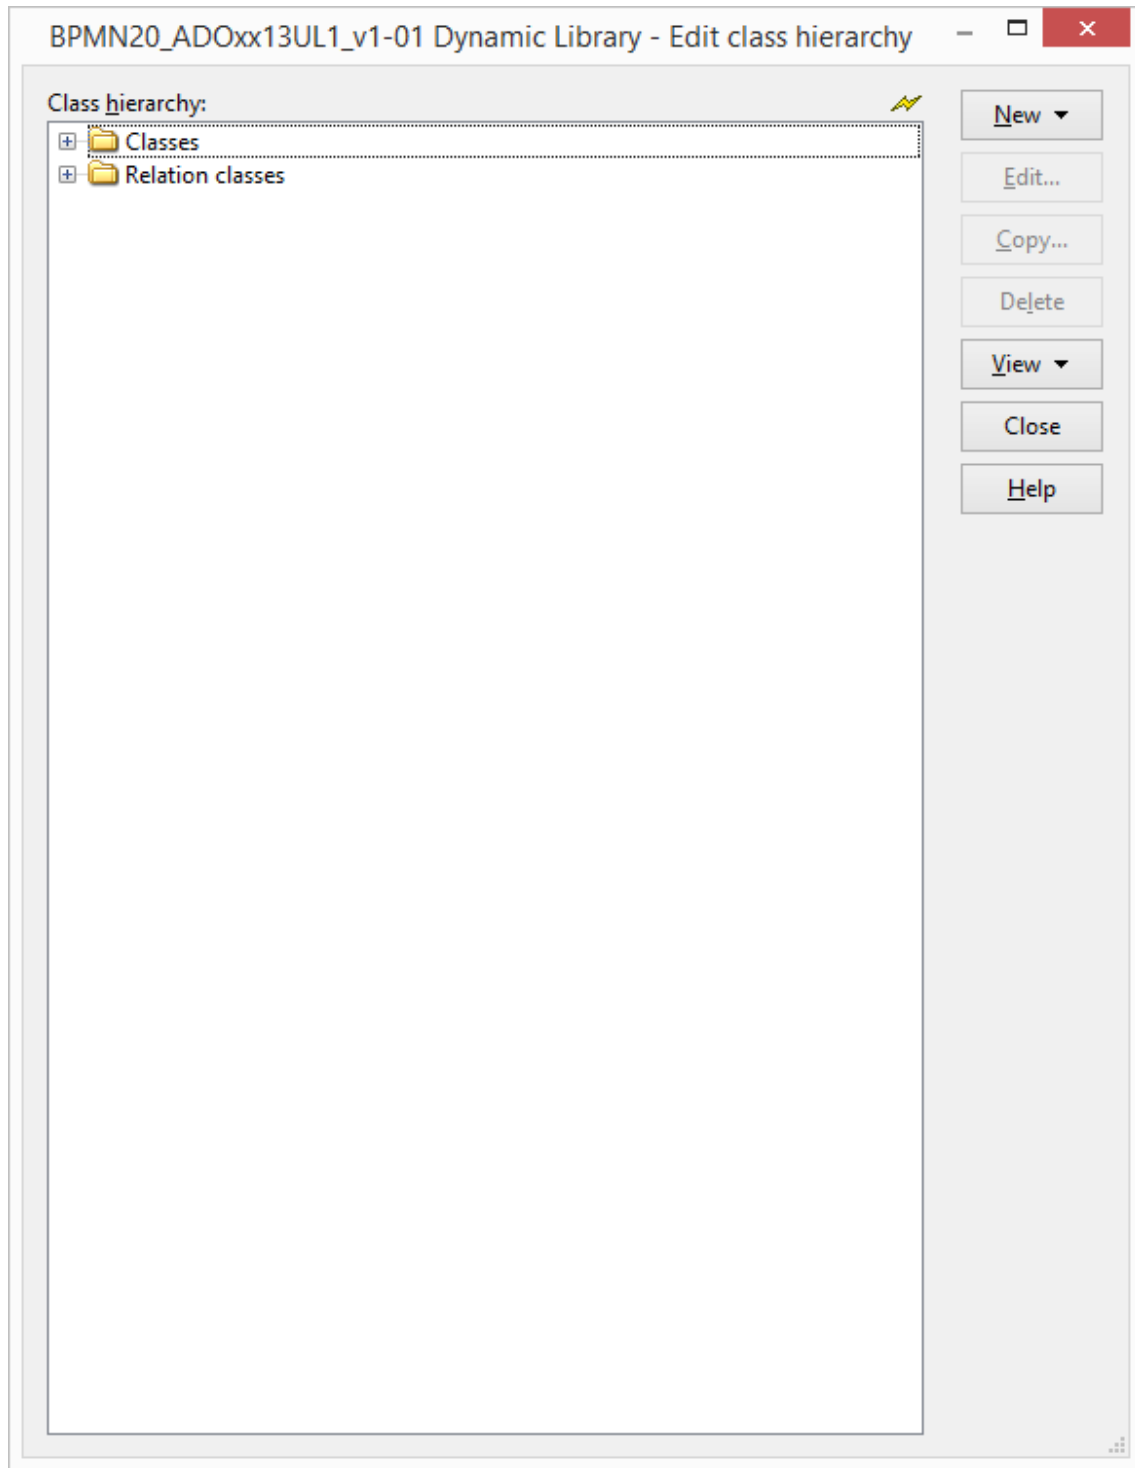 BPMN20_ADOxx13UL1_v1-01 Dynamic Library - Edit class hierarchy
Class hierarchy:
Classes
Relation classes
New
Edit...
Copy...
Delete
View
Close
Help